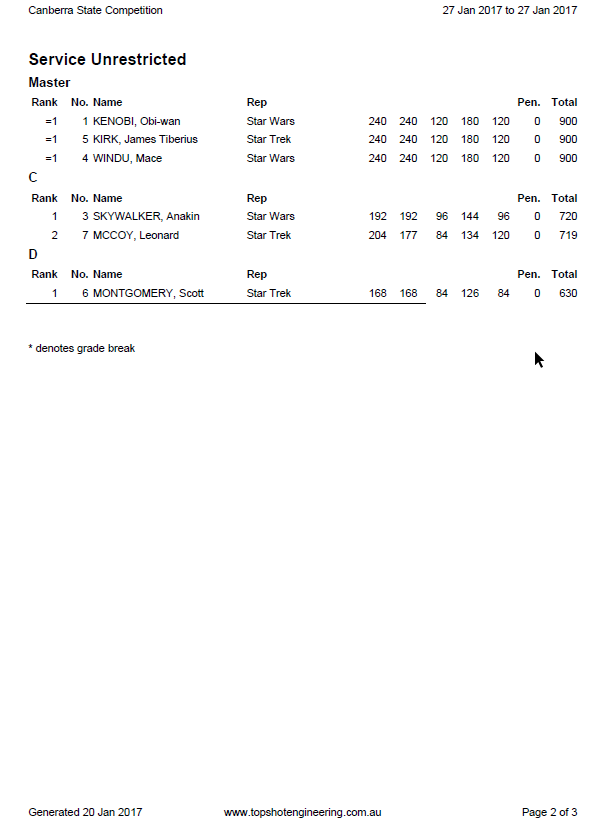 Canberra State Competition 27 Jan 2017 to 27 Jan 2017
Service Unrestricted
Master
Rank No. Name Rep Pen. Total
=1 1 KENOBI, Obi-wan Star Wars 240 240 120 180 120 0 900
=1 5 KIRK, James Tiberius Star Trek 240 240 120 180 120 0 900
=1 4 WINDU, Mace Star Wars 240 240 120 180 120 0 900
C
Rank No. Name Rep Pen. Total
1 3 SKYWALKER, Anakin Star Wars 192 192 96 144 96 0 720
2 7 MCCOY, Leonard Star Trek 204 177 84 134 120 0 719
D
Rank No. Name Rep Pen. Total
1 6 MONTGOMERY, Scott Star Trek 168 168 84 126 84 0 630
* denotes grade break
Generated 20 Jan 2017 www.topshotengineering.com.au Page 2 of 3